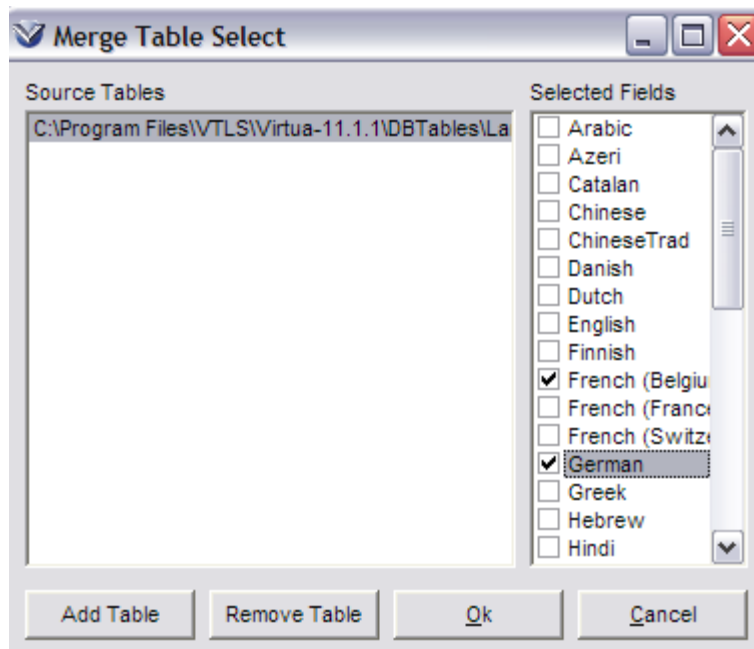 Merge Table Select
Source Tables
C:\Program Files\VTLS\Virtua-11.1.1\DBTables\La
Selected Fields
Arabic
Azeri
Catalan
Chinese
ChineseTrad
Danish
Dutch
English
Finnish
French (Belgiu
French (France
French (Switze
German
Greek
Hebrew
Hindi
Add Table
Remove Table
Ok
Cancel